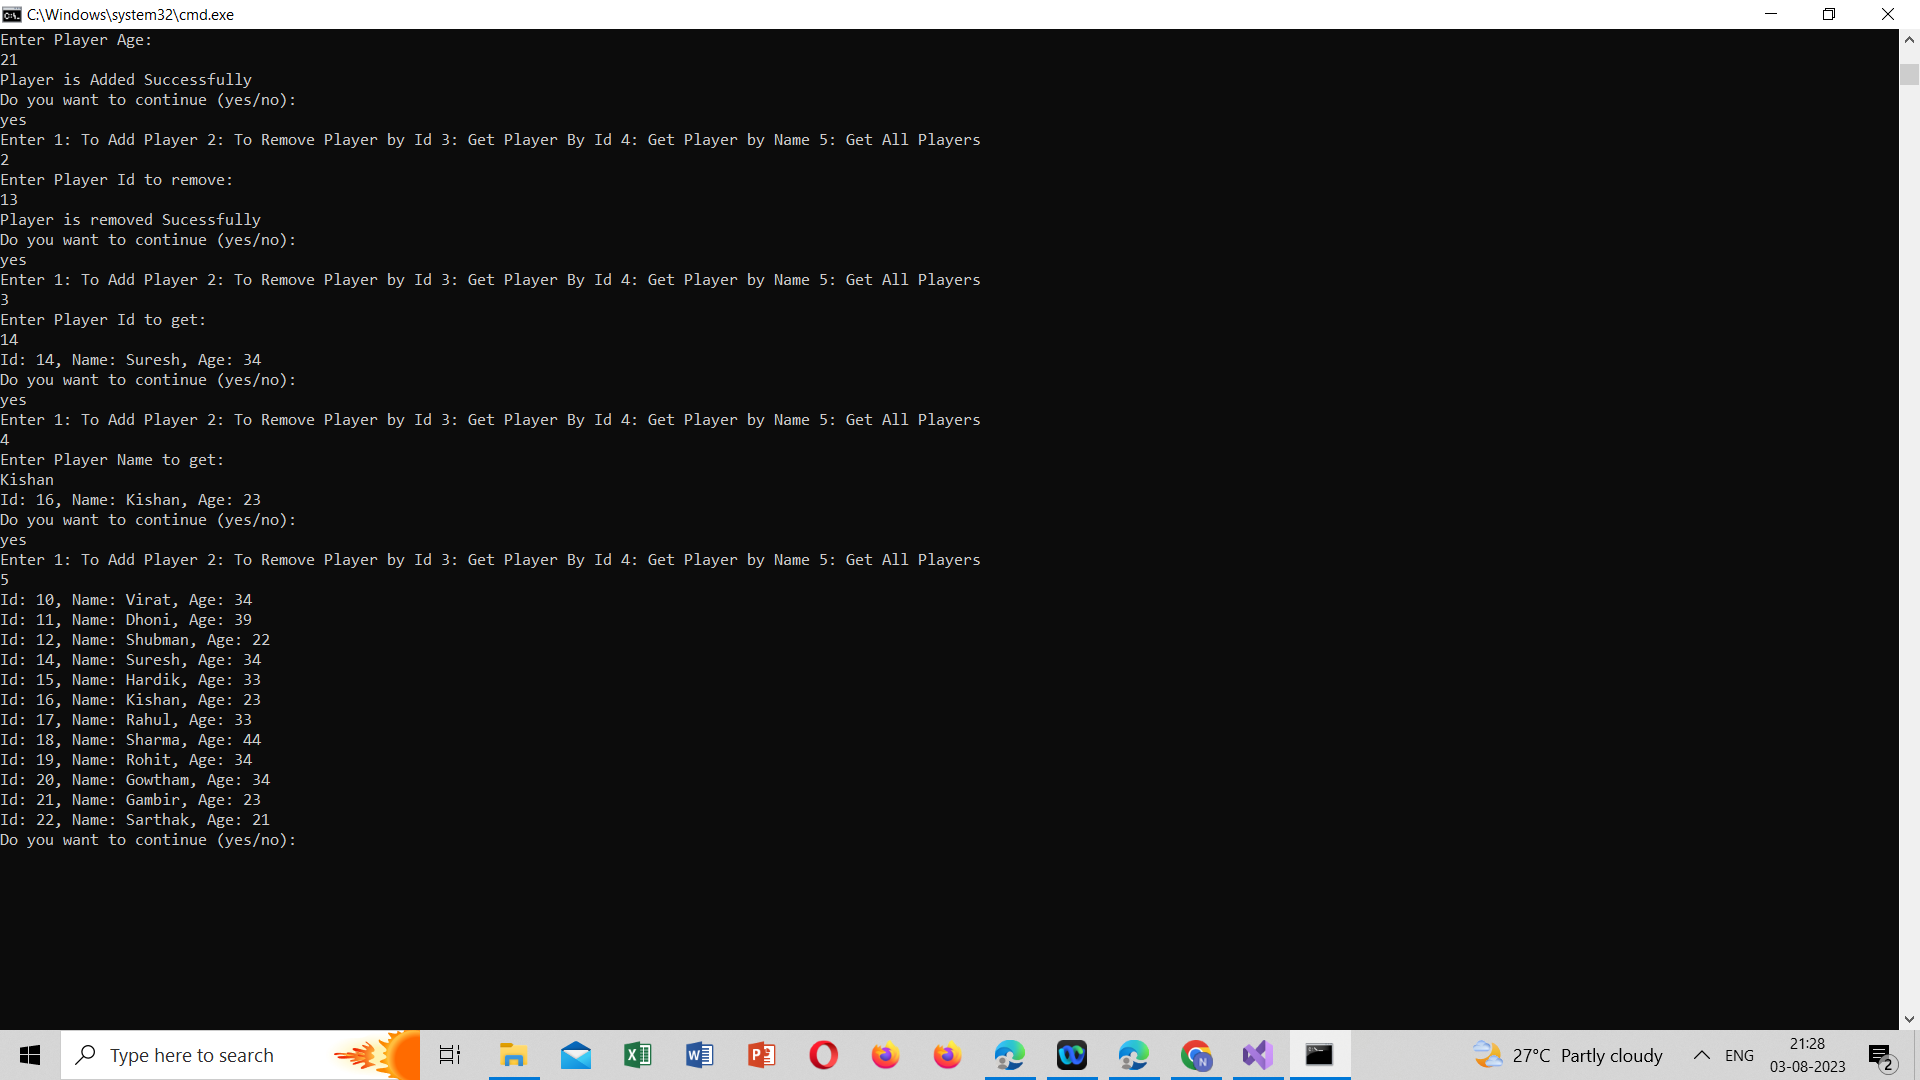 C:\Windows\system32\cmd.exe
Enter Player Age:
21
Player is Added Successfully
Do you want to continue (yes/no):
yes
Enter 1: To Add Player 2: To Remove Player by Id 3: Get Player By Id 4: Get Player by Name 5: Get All Players
2
Enter Player Id to remove:
13
Player is removed Sucessfully
Do you want to continue (yes/no):
yes
Enter 1: To Add Player 2: To Remove Player by Id 3: Get Player By Id 4: Get Player by Name 5: Get All Players
3
Enter Player Id to get:
14
Id: 14, Name: Suresh, Age: 34
Do you want to continue (yes/no):
yes
Enter 1: To Add Player 2: To Remove Player by Id 3: Get Player By Id 4: Get Player by Name 5: Get All Players
4
Enter Player Name to get:
Kishan
Id: 16, Name: Kishan, Age: 23
Do you want to continue (yes/no):
yes
Enter 1: To Add Player 2: To Remove Player by Id 3: Get Player By Id 4: Get Player by Name 5: Get All Players
5
Id: 10, Name: Virat, Age: 34
Id: 11, Name: Dhoni, Age: 39
Id: 12, Name: Shubman, Age: 22
Id: 14, Name: Suresh, Age: 34
Id: 15, Name: Hardik, Age: 33
Id: 16, Name: Kishan, Age: 23
Id: 17, Name: Rahul, Age: 33
Id: 18, Name: Sharma, Age: 44
Id: 19, Name: Rohit, Age: 34
Id: 20, Name: Gowtham, Age: 34
Id: 21, Name: Gambir, Age: 23
Id: 22, Name: Sarthak, Age: 21
Do you want to continue (yes/no):
Type here to search
27°C Partly cloudy
ENG
21:28
03-08-2023
2